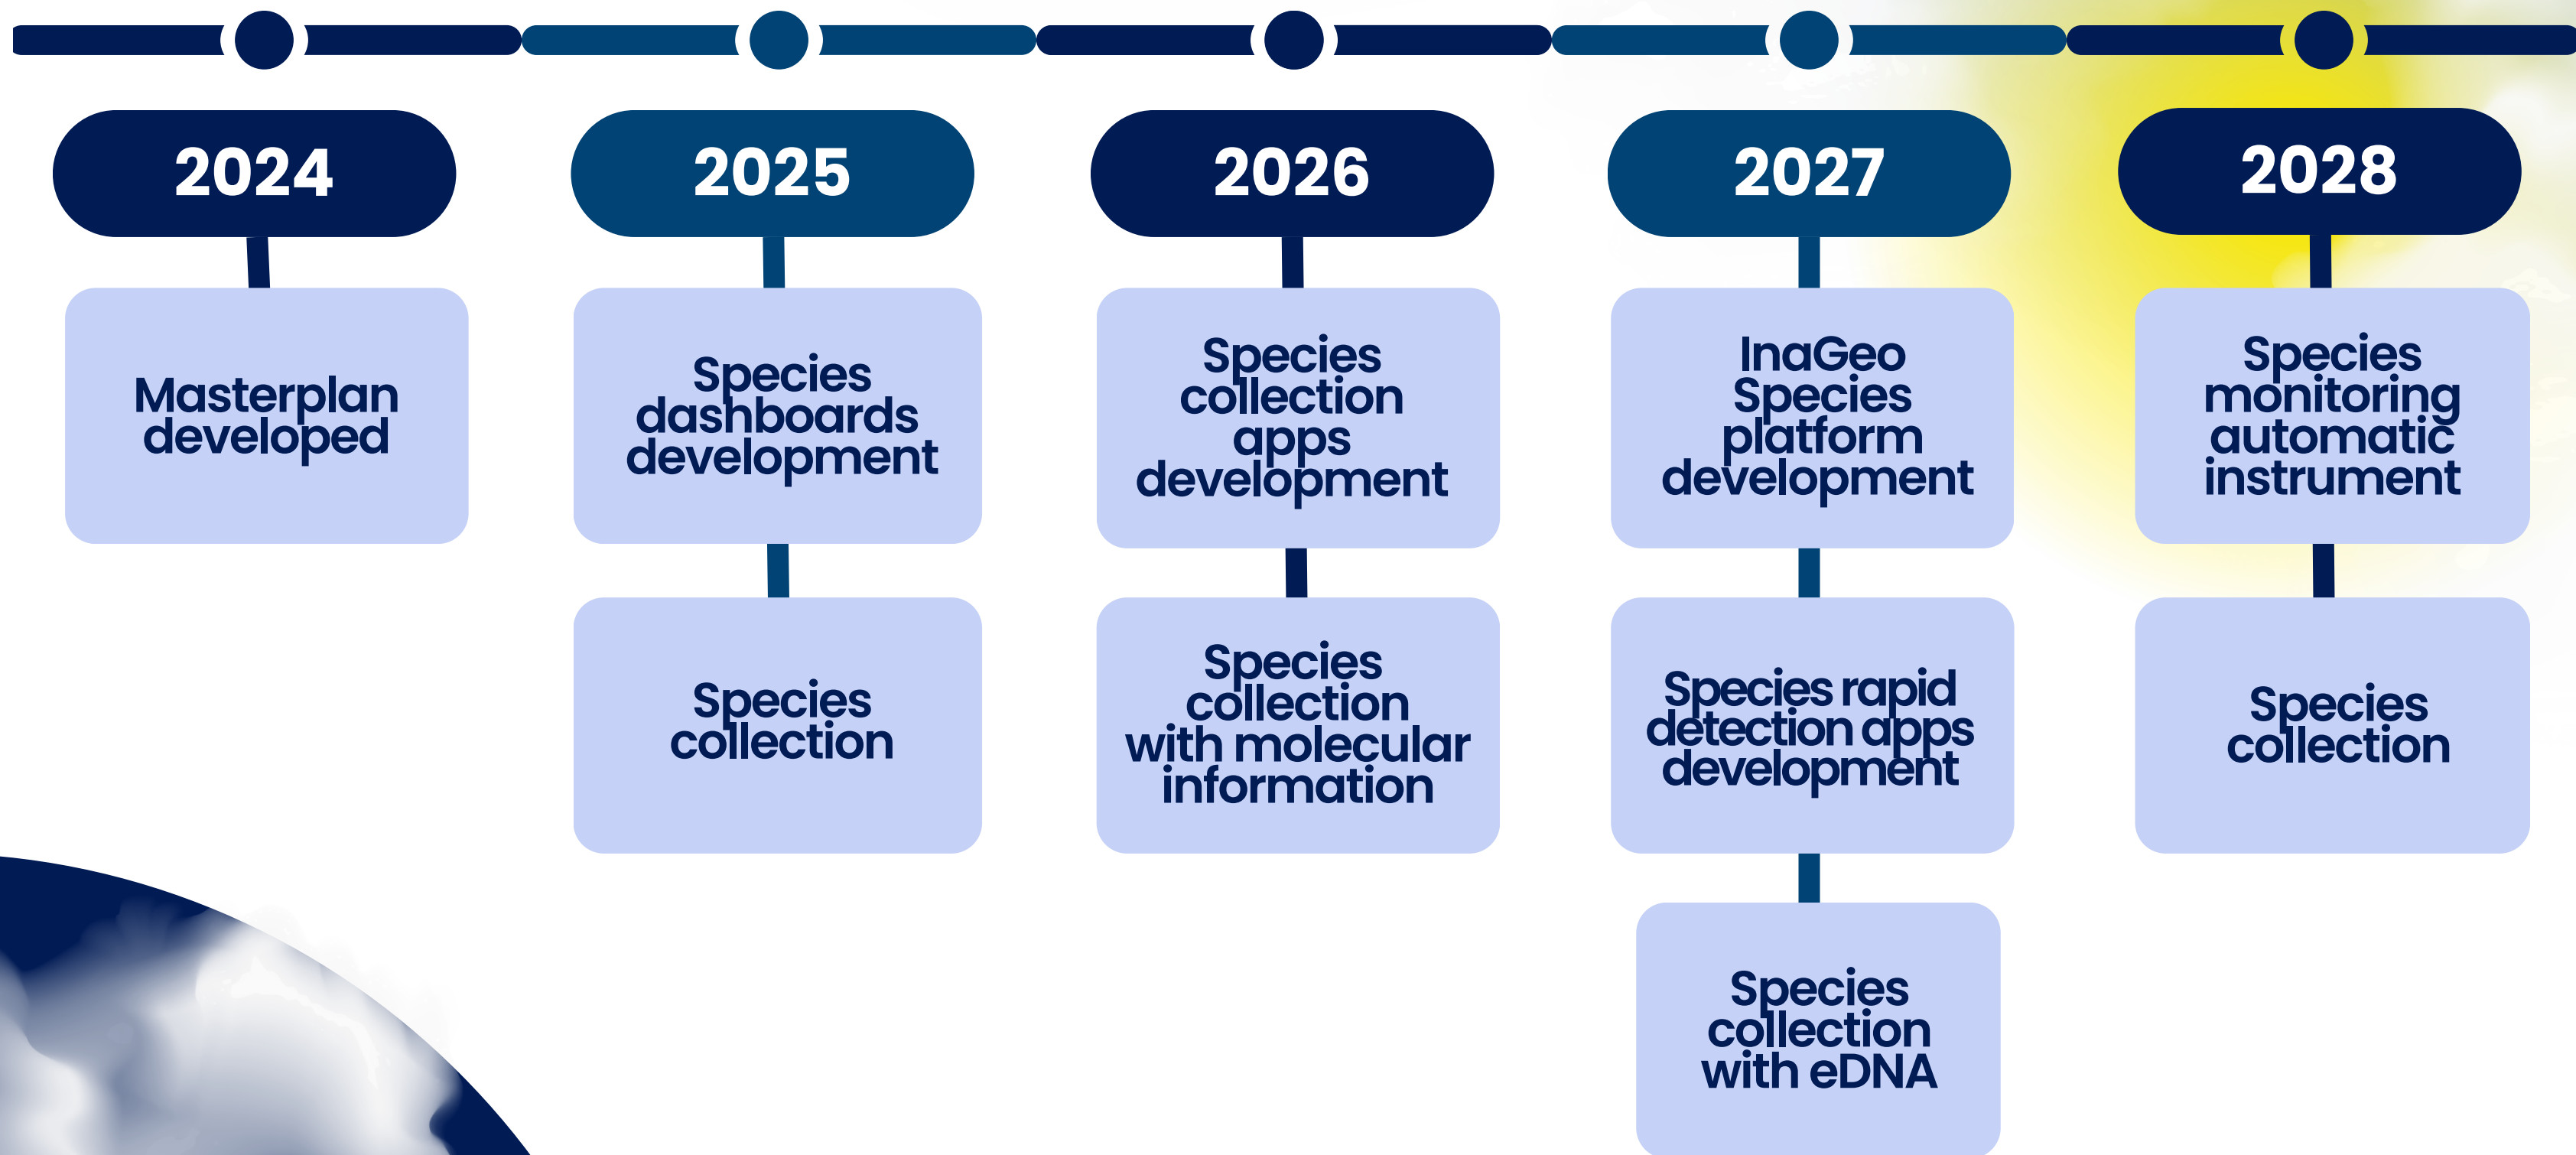 2024
Masterplan
developed
2025
Species
dashboards
development
Species
collection
2026
Species
collection
apps
development
Species
collection
with molecular
information
2027
InaGeo
Species
platform
development
Species rapid
detection apps
development
Species
collection
with eDNA
2028
Species
monitoring
automatic
instrument
Species
collection